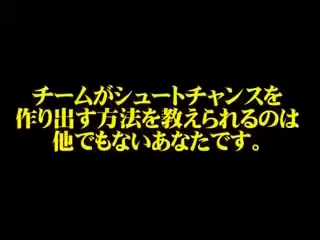 チームがシュートチャンスを
作り出す方法を教えられるのは
他でもないあなたです。